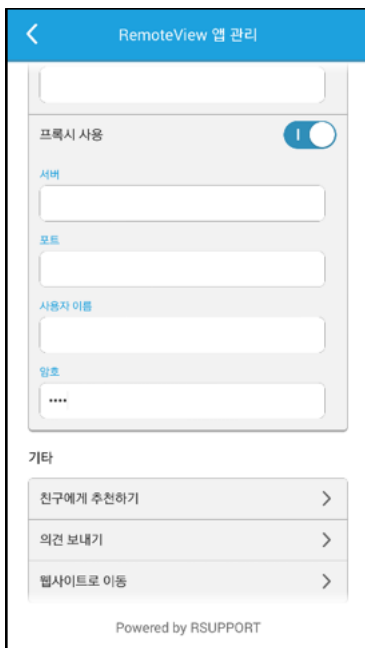 RemoteView 앱 관리
프록시 사용
서버
포트
사용자 이름
암호
••••
기타
친구에게 추천하기
의견 보내기
웹사이트로 이동
Powered by RSUPPORT